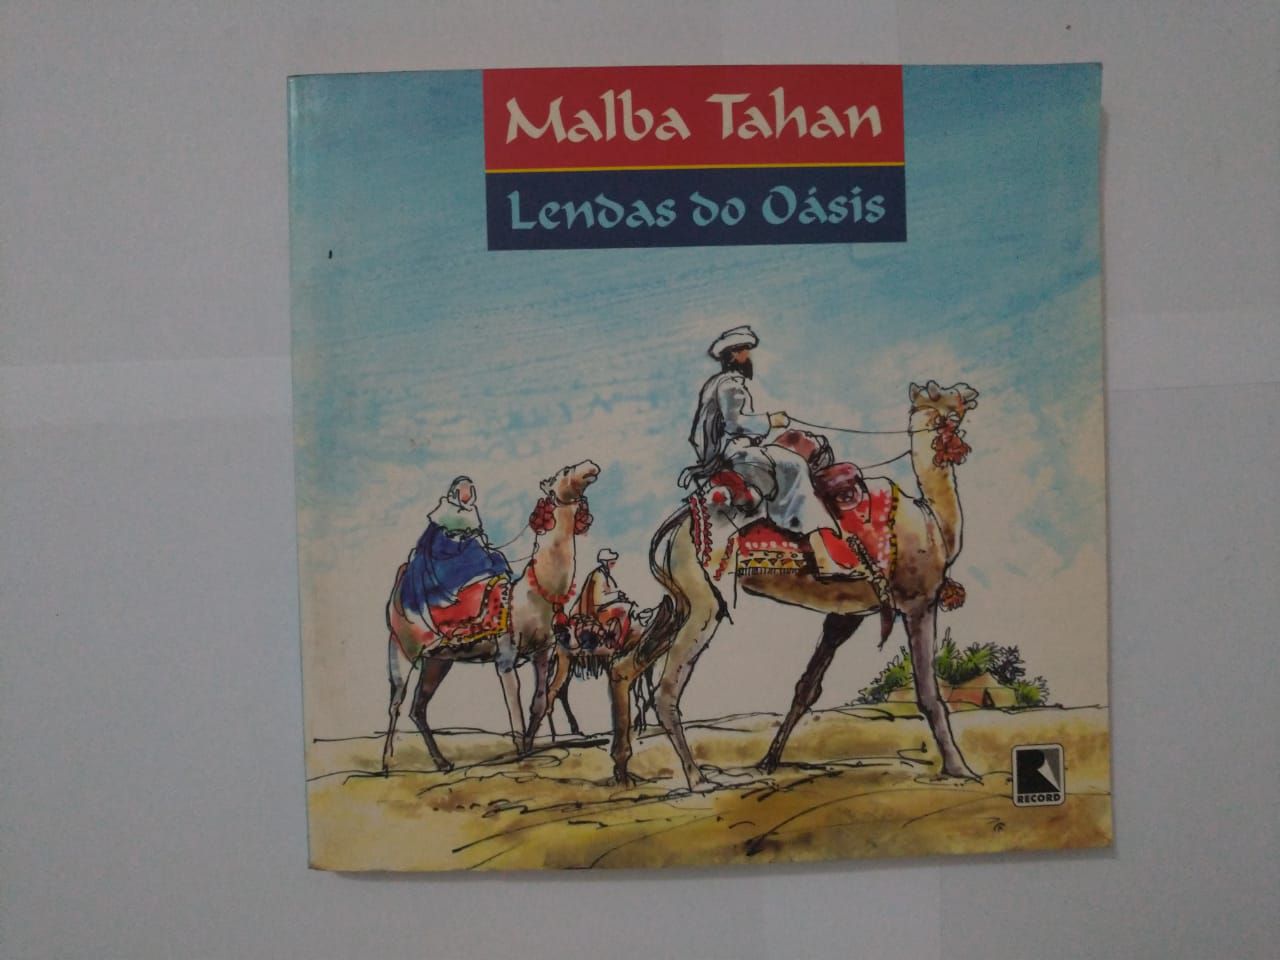 Malba Tahan
Lendas do Oásis
RECORD